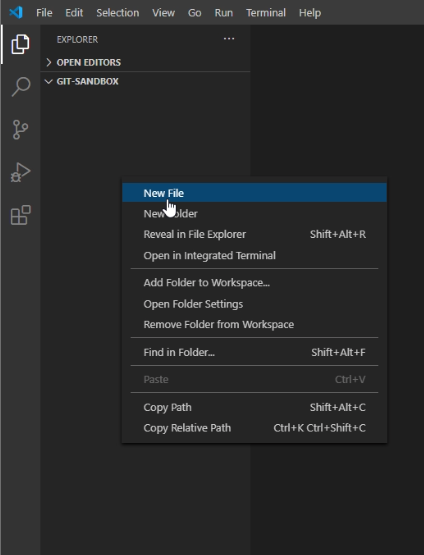 File Edit Selection View Go Run Terminal Help
EXPLORER ...
OPEN EDITORS
GIT-SANDBOX
New File
New Folder
Reveal in File Explorer Shift+Alt+R
Open in Integrated Terminal
Add Folder to Workspace...
Open Folder Settings
Remove Folder from Workspace
Find in Folder... Shift+Alt+F
Paste Ctrl+V
Copy Path Shift+Alt+C
Copy Relative Path Ctrl+K Ctrl+Shift+C